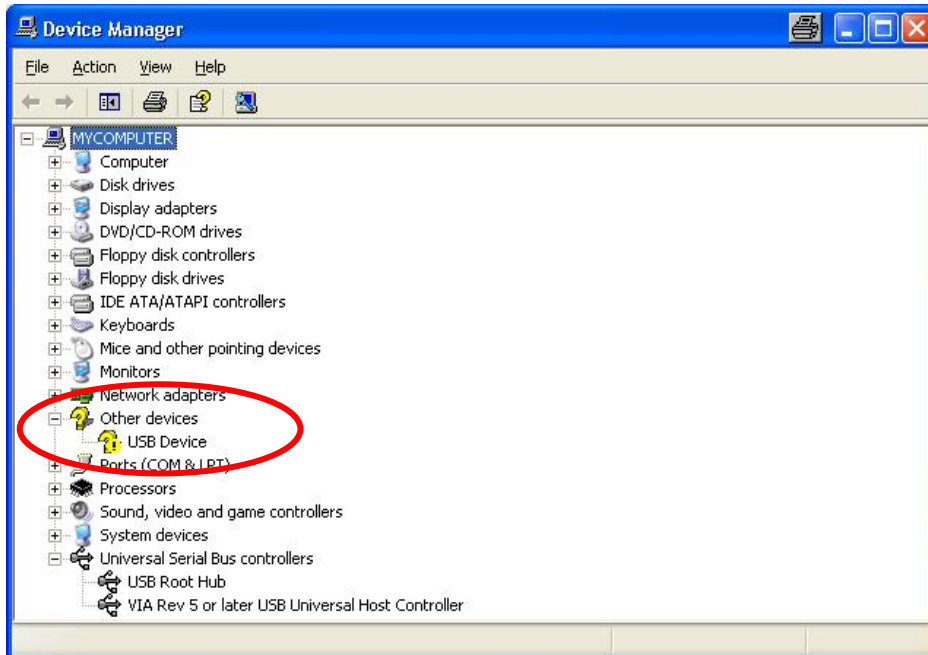 Device Manager
File Action View Help
MYCOMPUTER
Computer
Disk drives
Display adapters
DVD/CD-ROM drives
Floppy disk controllers
Floppy disk drives
IDE ATA/ATAPI controllers
Keyboards
Mice and other pointing devices
Monitors
Network adapters
Other devices
USB Device
Ports (COM & LPT)
Processors
Sound, video and game controllers
System devices
Universal Serial Bus controllers
USB Root Hub
VIA Rev 5 or later USB Universal Host Controller